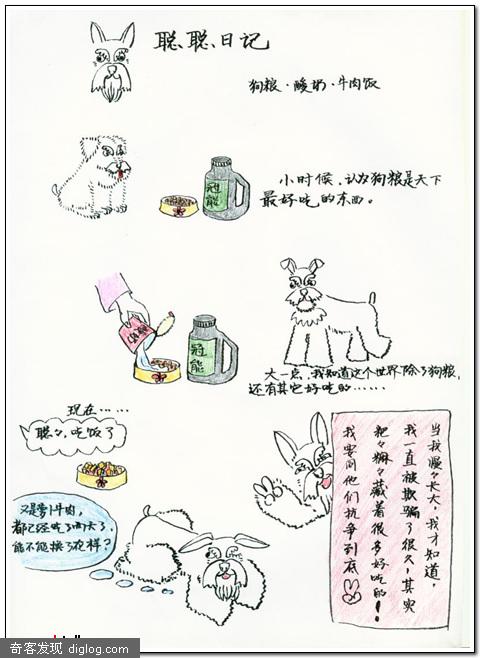 聪聪日记
狗粮·酸奶·牛肉饭
冠能
小时候，认为狗粮是天下
最好吃的东西。
冠能
大一点，我知道这个世界除了狗粮，
还有其它好吃的……
现在……
聪々，吃饭了
又是萝卜牛肉，
都已经吃了两天了，
能不能换了花样？
当我慢々长大，我才知道，
我一直被欺骗了很久！其实
粑々麻々藏着很多好吃的！
我要同他们抗争到底
奇客发现 diglog.com